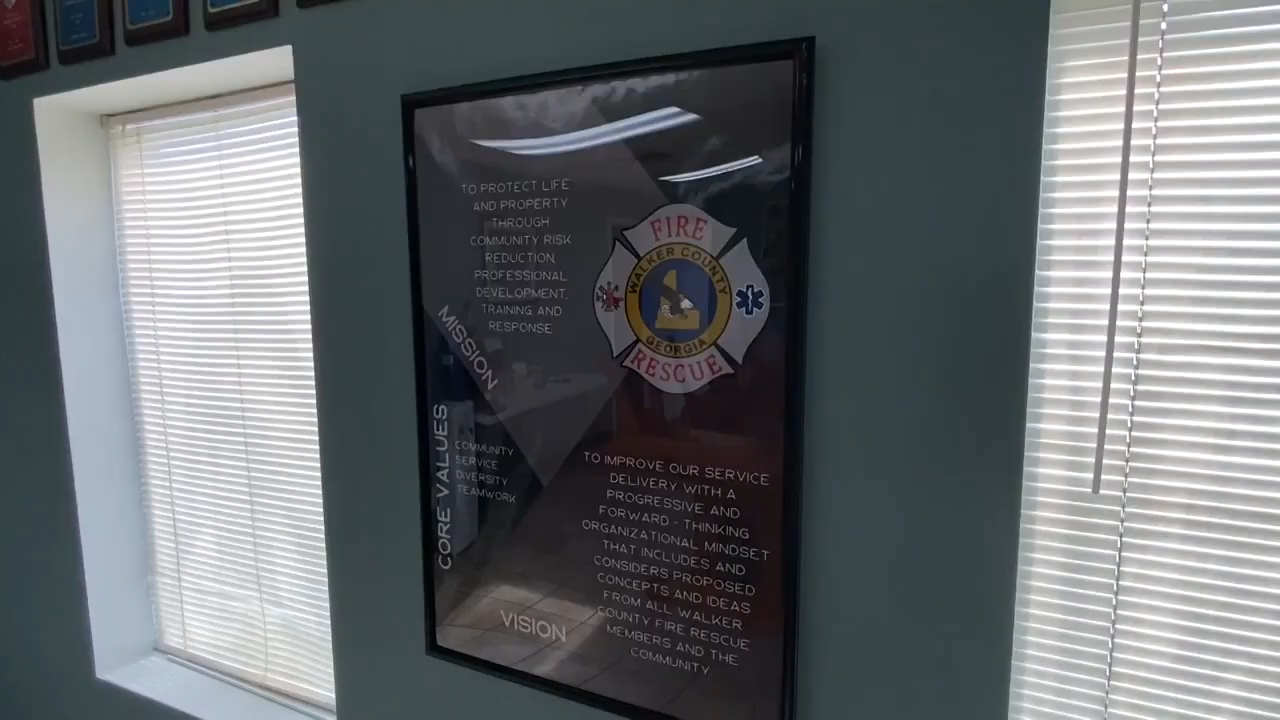 TO PROTECT LIFE
AND PROPERTY
THROUGH
COMMUNITY RISK
REDUCTION,
PROFESSIONAL
DEVELOPMENT,
TRAINING AND
RESPONSE
MISSION
FIRE
WALKER COUNTY
GEORGIA
RESCUE
CORE VALUES
COMMUNITY
SERVICE
DIVERSITY
TEAMWORK
TO IMPROVE OUR SERVICE
DELIVERY WITH A
PROGRESSIVE AND
FORWARD - THINKING
ORGANIZATIONAL MINDSET
THAT INCLUDES AND
CONSIDERS PROPOSED
CONCEPTS AND IDEAS
FROM ALL WALKER
COUNTY FIRE RESCUE
MEMBERS AND THE
COMMUNITY
VISION